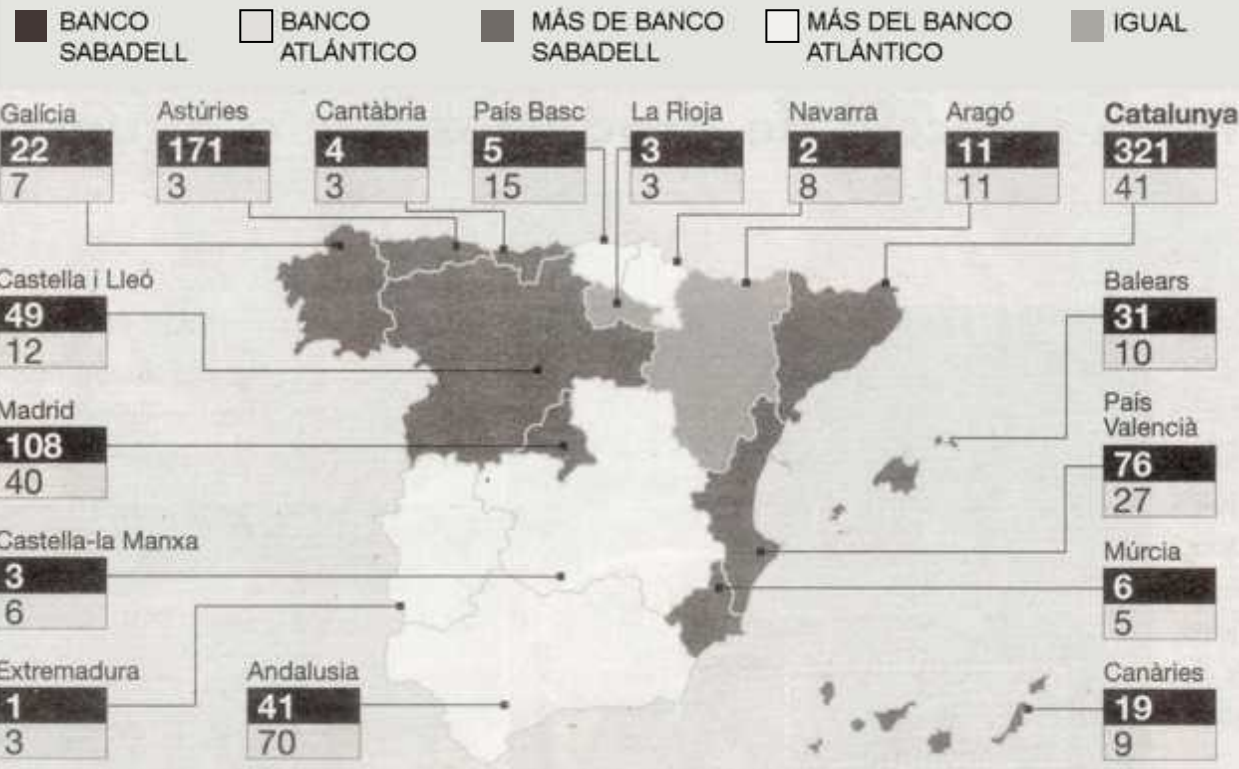 BANCO
SABADELL
BANCO
ATLÁNTICO
MÁS DE BANCO
SABADELL
MÁS DEL BANCO
ATLÁNTICO
IGUAL
Galícia
22
7
Astúries
171
3
Cantàbria
4
3
País Basc
5
15
La Rioja
3
3
Navarra
2
8
Aragó
11
11
Catalunya
321
41
Castella i Lleó
49
12
Balears
31
10
Madrid
108
40
País
Valencià
76
27
Castella-la Manxa
3
6
Múrcia
6
5
Extremadura
1
3
Andalusia
41
70
Canàries
19
9